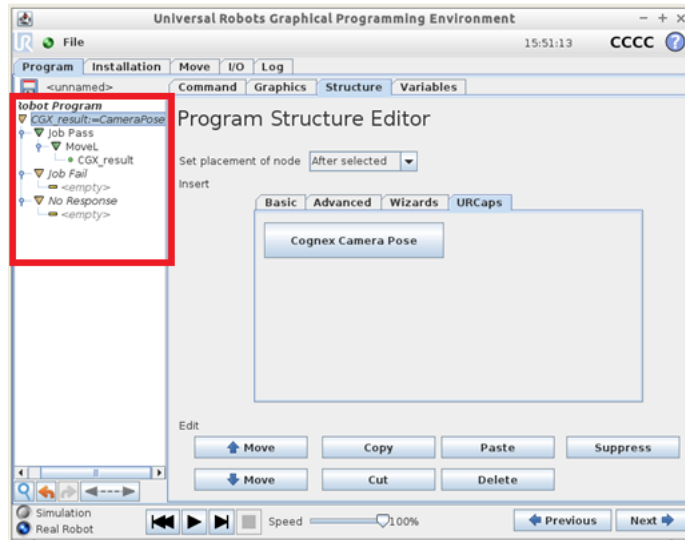 Universal Robots Graphical Programming Environment
File
15:51:13
CCCC
?
Program Installation Move I/O Log
<unnamed>
Command Graphics Structure Variables
Robot Program
CGX_result:=CameraPose
Job Pass
MoveL
CGX_result
Job Fail
<empty>
No Response
<empty>
Program Structure Editor
Set placement of node After selected
Insert
Basic Advanced Wizards URCaps
Cognex Camera Pose
Edit
Move Copy Paste Suppress
Move Cut Delete
Simulation
Real Robot
Speed 100%
Previous Next